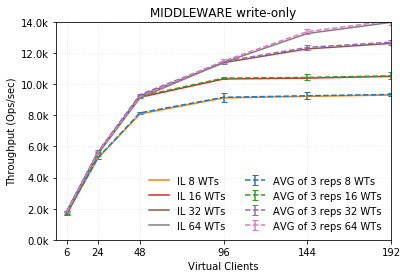 MIDDLEWARE write-only
Throughput (Ops/sec)
14.0k
12.0k
10.0k
8.0k
6.0k
4.0k
2.0k
0.0k
IL 8 WTs
IL 16 WTs
IL 32 WTs
IL 64 WTs
AVG of 3 reps 8 WTs
AVG of 3 reps 16 WTs
AVG of 3 reps 32 WTs
AVG of 3 reps 64 WTs
6 24 48 96 144 192
Virtual Clients